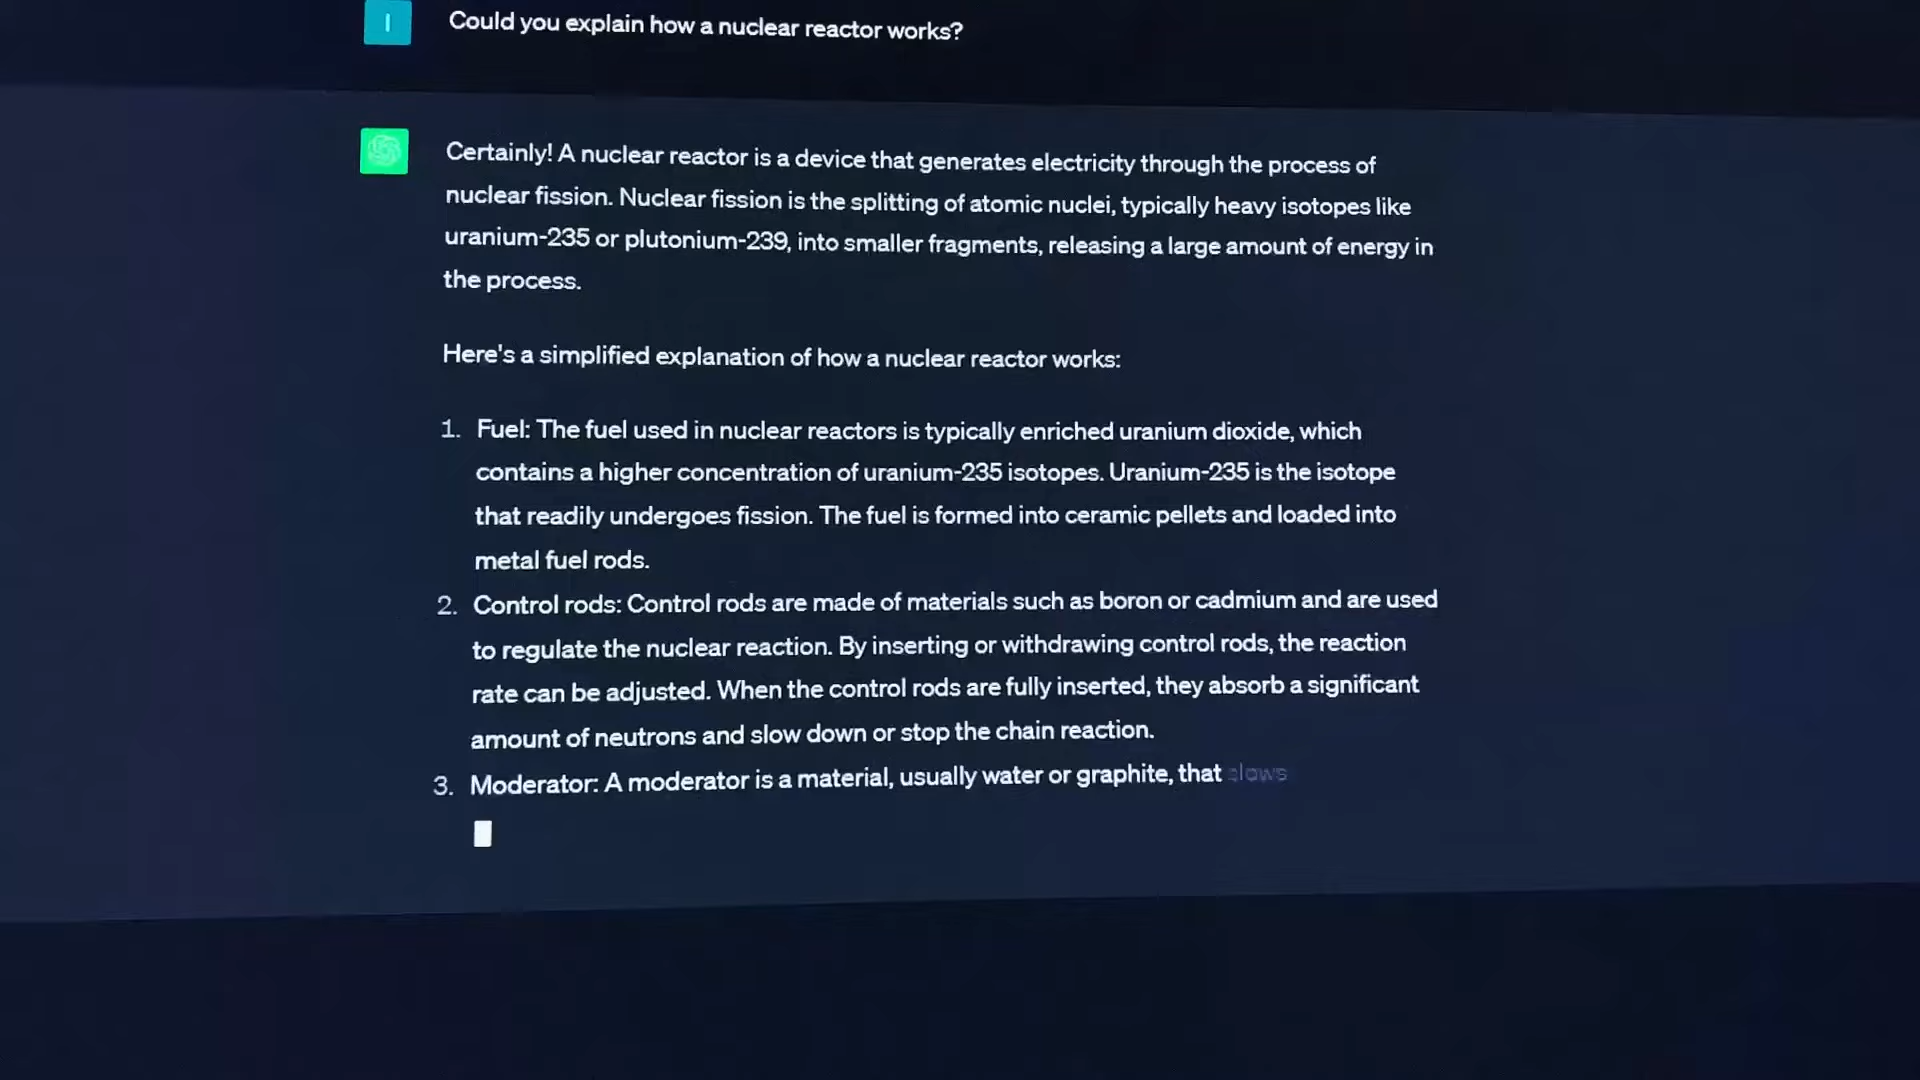 I
Could you explain how a nuclear reactor works?
Certainly! A nuclear reactor is a device that generates electricity through the process of
nuclear fission. Nuclear fission is the splitting of atomic nuclei, typically heavy isotopes like
uranium-235 or plutonium-239, into smaller fragments, releasing a large amount of energy in
the process.
Here's a simplified explanation of how a nuclear reactor works:
1. Fuel: The fuel used in nuclear reactors is typically enriched uranium dioxide, which
contains a higher concentration of uranium-235 isotopes. Uranium-235 is the isotope
that readily undergoes fission. The fuel is formed into ceramic pellets and loaded into
metal fuel rods.
2. Control rods: Control rods are made of materials such as boron or cadmium and are used
to regulate the nuclear reaction. By inserting or withdrawing control rods, the reaction
rate can be adjusted. When the control rods are fully inserted, they absorb a significant
amount of neutrons and slow down or stop the chain reaction.
3. Moderator: A moderator is a material, usually water or graphite, that slows